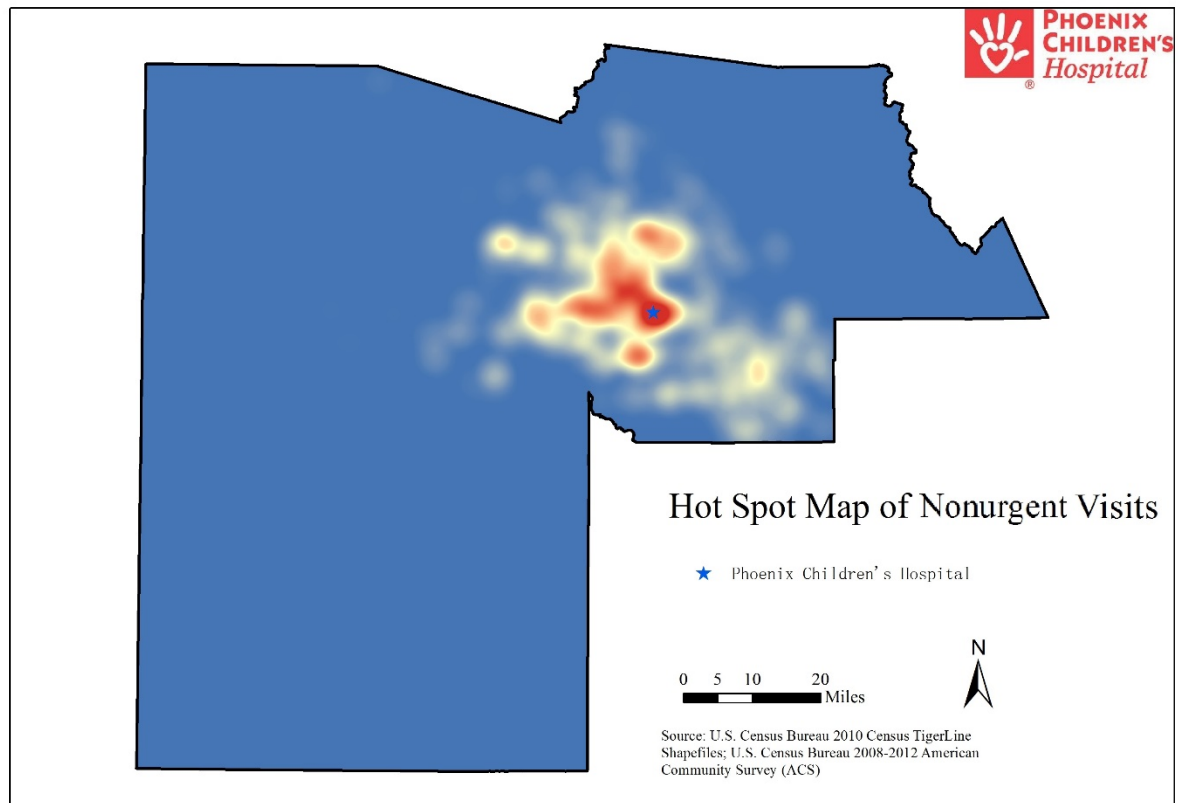 PHOENIX
CHILDREN'S
Hospital
®
Hot Spot Map of Nonurgent Visits
Phoenix Children's Hospital
N
0 5 10 20
Miles
Source: U.S. Census Bureau 2010 Census TigerLine
Shapefiles; U.S. Census Bureau 2008-2012 American
Community Survey (ACS)